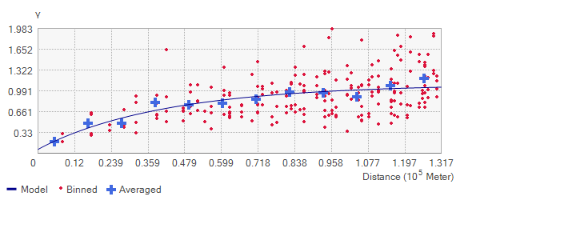 γ
1.983
1.652
1.322
0.991
0.661
0.33
0 0.12 0.239 0.359 0.479 0.599 0.718 0.838 0.958 1.077 1.197 1.317
Distance (10⁵ Meter)
Model Binned Averaged